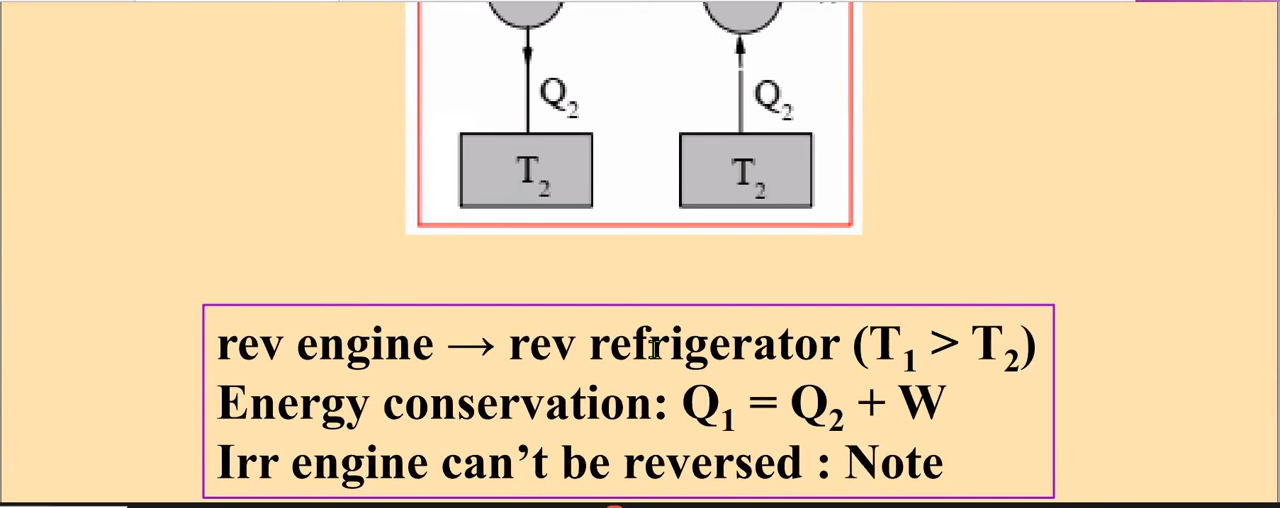 Q₂ Q₂
T₂ T₂
rev engine → rev refrigerator (T₁ > T₂)
Energy conservation: Q₁ = Q₂ + W
Irr engine can’t be reversed : Note